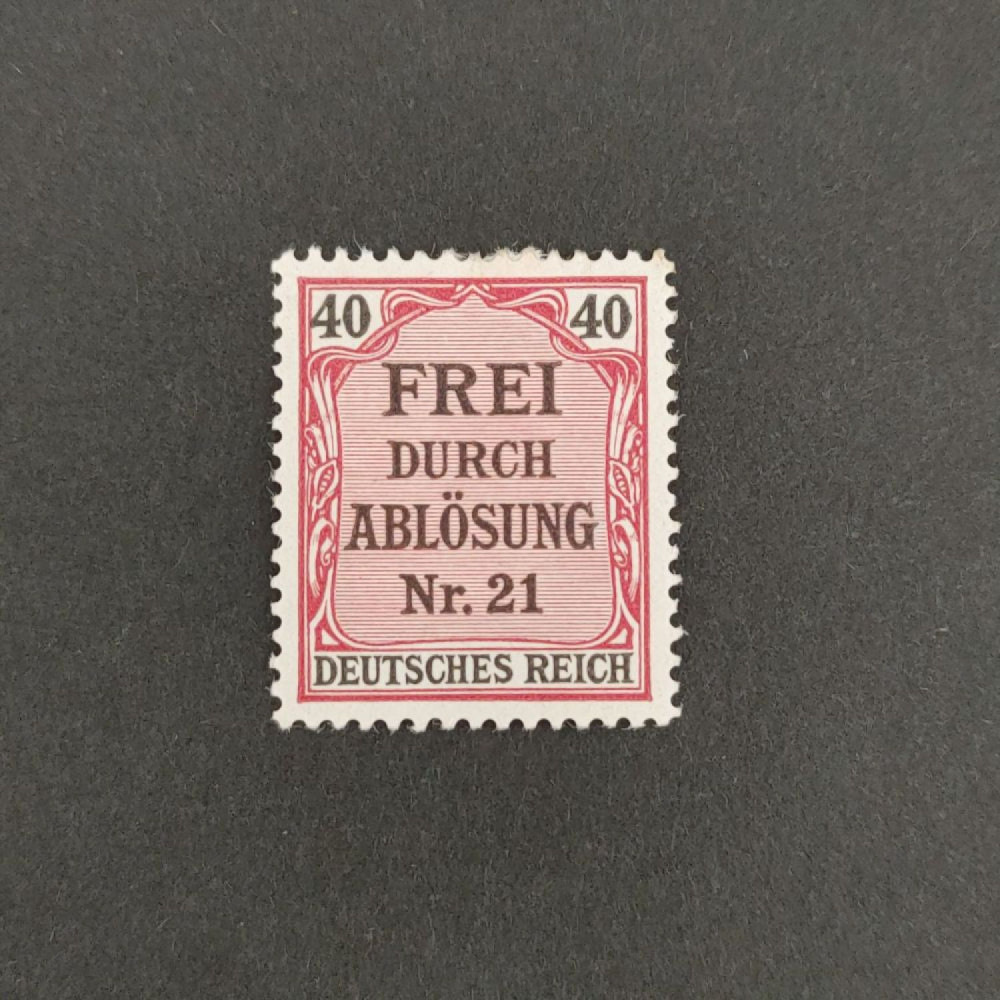 40 40
FREI
DURCH
ABLÖSUNG
Nr. 21
DEUTSCHES REICH